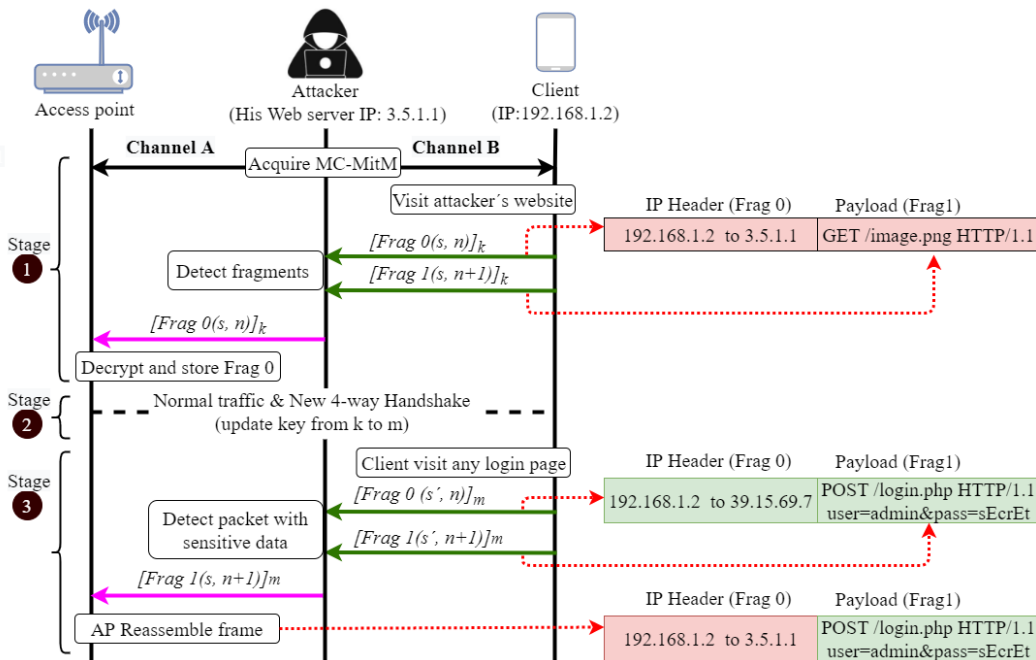 Access point
Attacker
(His Web server IP: 3.5.1.1)
Client
(IP:192.168.1.2)
Channel A
Channel B
Acquire MC-MitM
Visit attacker´s website
IP Header (Frag 0)
Payload (Frag1)
192.168.1.2 to 3.5.1.1
GET /image.png HTTP/1.1
Stage
1
[Frag 0(s, n)]k
Detect fragments
[Frag 1(s, n+1)]k
[Frag 0(s, n)]k
Decrypt and store Frag 0
Stage
2
Normal traffic & New 4-way Handshake
(update key from k to m)
Stage
3
Client visit any login page
IP Header (Frag 0)
Payload (Frag1)
[Frag 0 (s´, n)]m
192.168.1.2 to 39.15.69.7
POST /login.php HTTP/1.1
user=admin&pass=sEcrEt
Detect packet with
sensitive data
[Frag 1(s´, n+1)]m
[Frag 1(s, n+1)]m
IP Header (Frag 0)
Payload (Frag1)
AP Reassemble frame
192.168.1.2 to 3.5.1.1
POST /login.php HTTP/1.1
user=admin&pass=sEcrEt